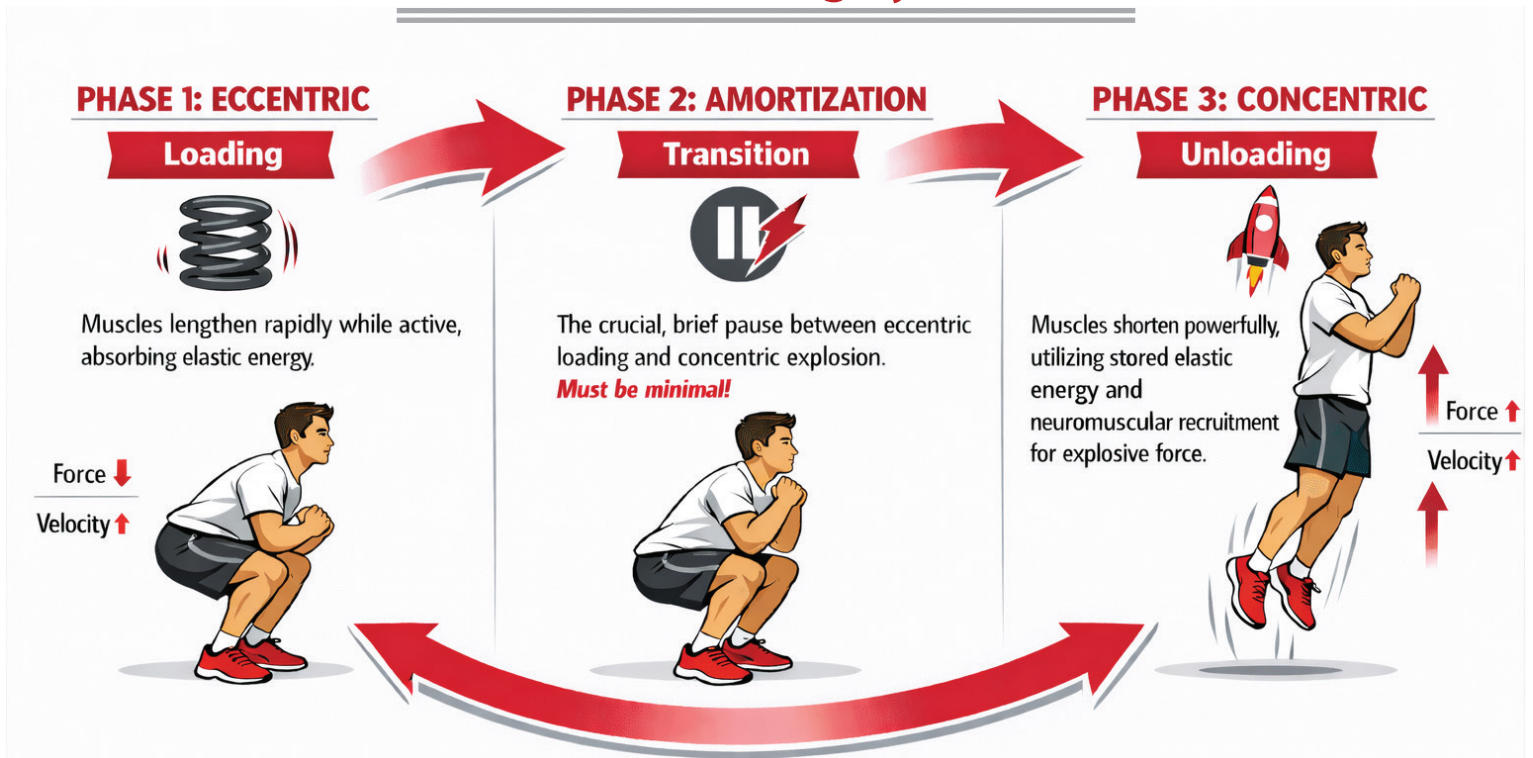 PHASE 1: ECCENTRIC
Loading
Muscles lengthen rapidly while active,
absorbing elastic energy.
Force
Velocity
PHASE 2: AMORTIZATION
Transition
The crucial, brief pause between eccentric
loading and concentric explosion.
Must be minimal!
PHASE 3: CONCENTRIC
Unloading
Muscles shorten powerfully,
utilizing stored elastic
energy and
neuromuscular recruitment
for explosive force.
Force
Velocity